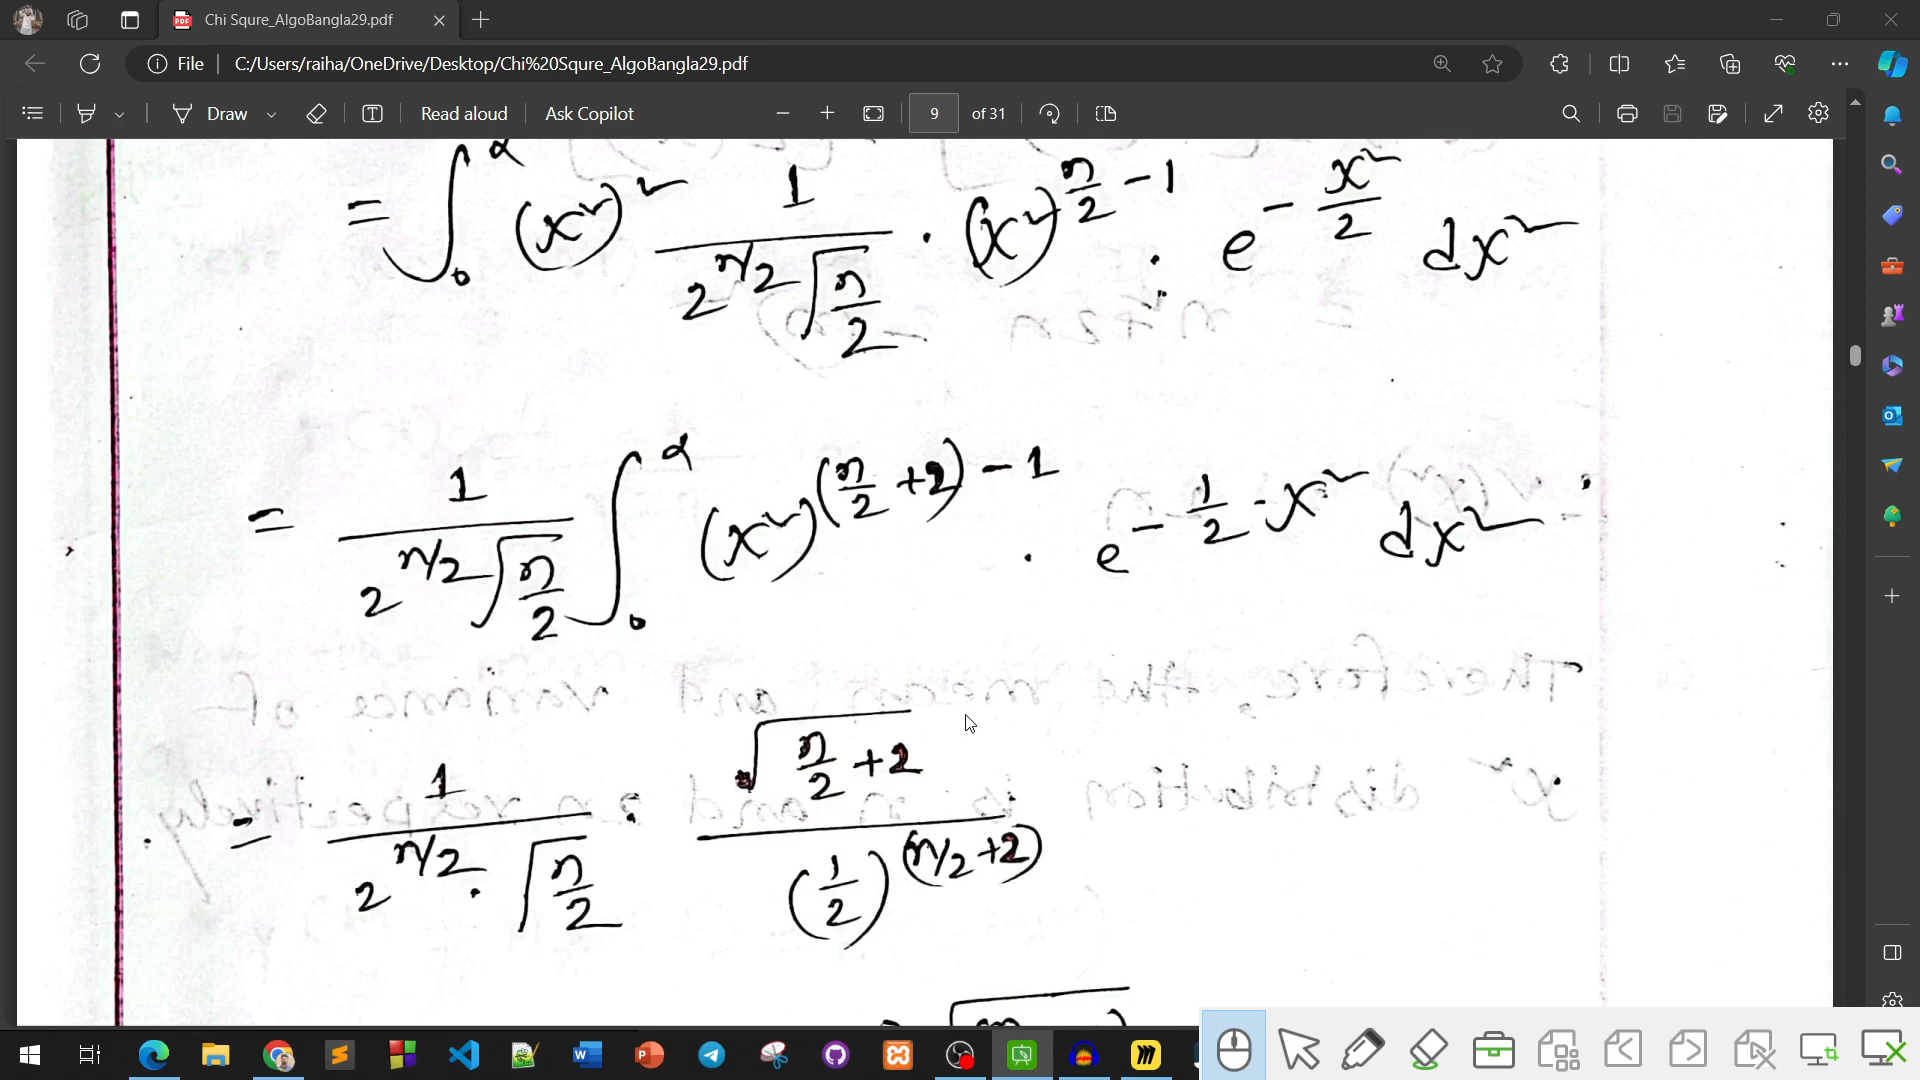 Chi Squre_AlgoBangla29.pdf
File C:/Users/raiha/OneDrive/Desktop/Chi%20Squre_AlgoBangla29.pdf
Draw Read aloud Ask Copilot 9 of 31
= ∫₀^α (x²)² 1/(2^(n/2) √(n/2)) · (x²)^(n/2 - 1) · e^(-x²/2) dx²
= 1/(2^(n/2) √(n/2)) ∫₀^α (x²)^((n/2 + 2) - 1) · e^(-1/2 · x²) dx²
= 1/(2^(n/2) · √(n/2)) · √(n/2 + 2) / (1/2)^((n/2 + 2))